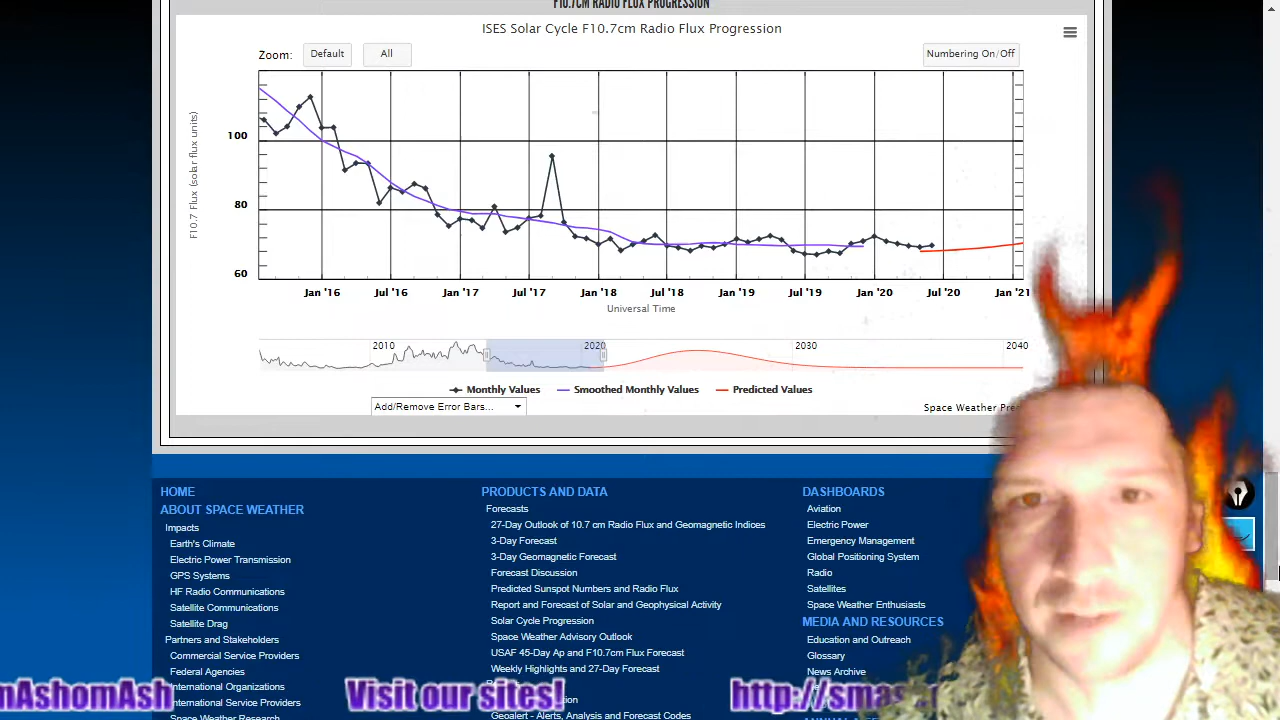 F10.7CM RADIO FLUX PROGRESSION
ISES Solar Cycle F10.7cm Radio Flux Progression
Zoom: Default All Numbering On/Off
F10.7 Flux (solar flux units)
100
80
60
Jan '16 Jul '16 Jan '17 Jul '17 Jan '18 Jul '18 Jan '19 Jul '19 Jan '20 Jul '20 Jan '21
Universal Time
2010 2020 2030 2040
Monthly Values Smoothed Monthly Values Predicted Values
Add/Remove Error Bars...
Space Weather Pre
HOME
ABOUT SPACE WEATHER
Impacts
Earth's Climate
Electric Power Transmission
GPS Systems
HF Radio Communications
Satellite Communications
Satellite Drag
Partners and Stakeholders
Commercial Service Providers
Federal Agencies
International Organizations
International Service Providers
Space Weather Research
PRODUCTS AND DATA
Forecasts
27-Day Outlook of 10.7 cm Radio Flux and Geomagnetic Indices
3-Day Forecast
3-Day Geomagnetic Forecast
Forecast Discussion
Predicted Sunspot Numbers and Radio Flux
Report and Forecast of Solar and Geophysical Activity
Solar Cycle Progression
Space Weather Advisory Outlook
USAF 45-Day Ap and F10.7cm Flux Forecast
Weekly Highlights and 27-Day Forecast
Geoalert - Alerts, Analysis and Forecast Codes
DASHBOARDS
Aviation
Electric Power
Emergency Management
Global Positioning System
Radio
Satellites
Space Weather Enthusiasts
MEDIA AND RESOURCES
Education and Outreach
Glossary
News Archive
mAshomAsh Visit our sites! http://smas